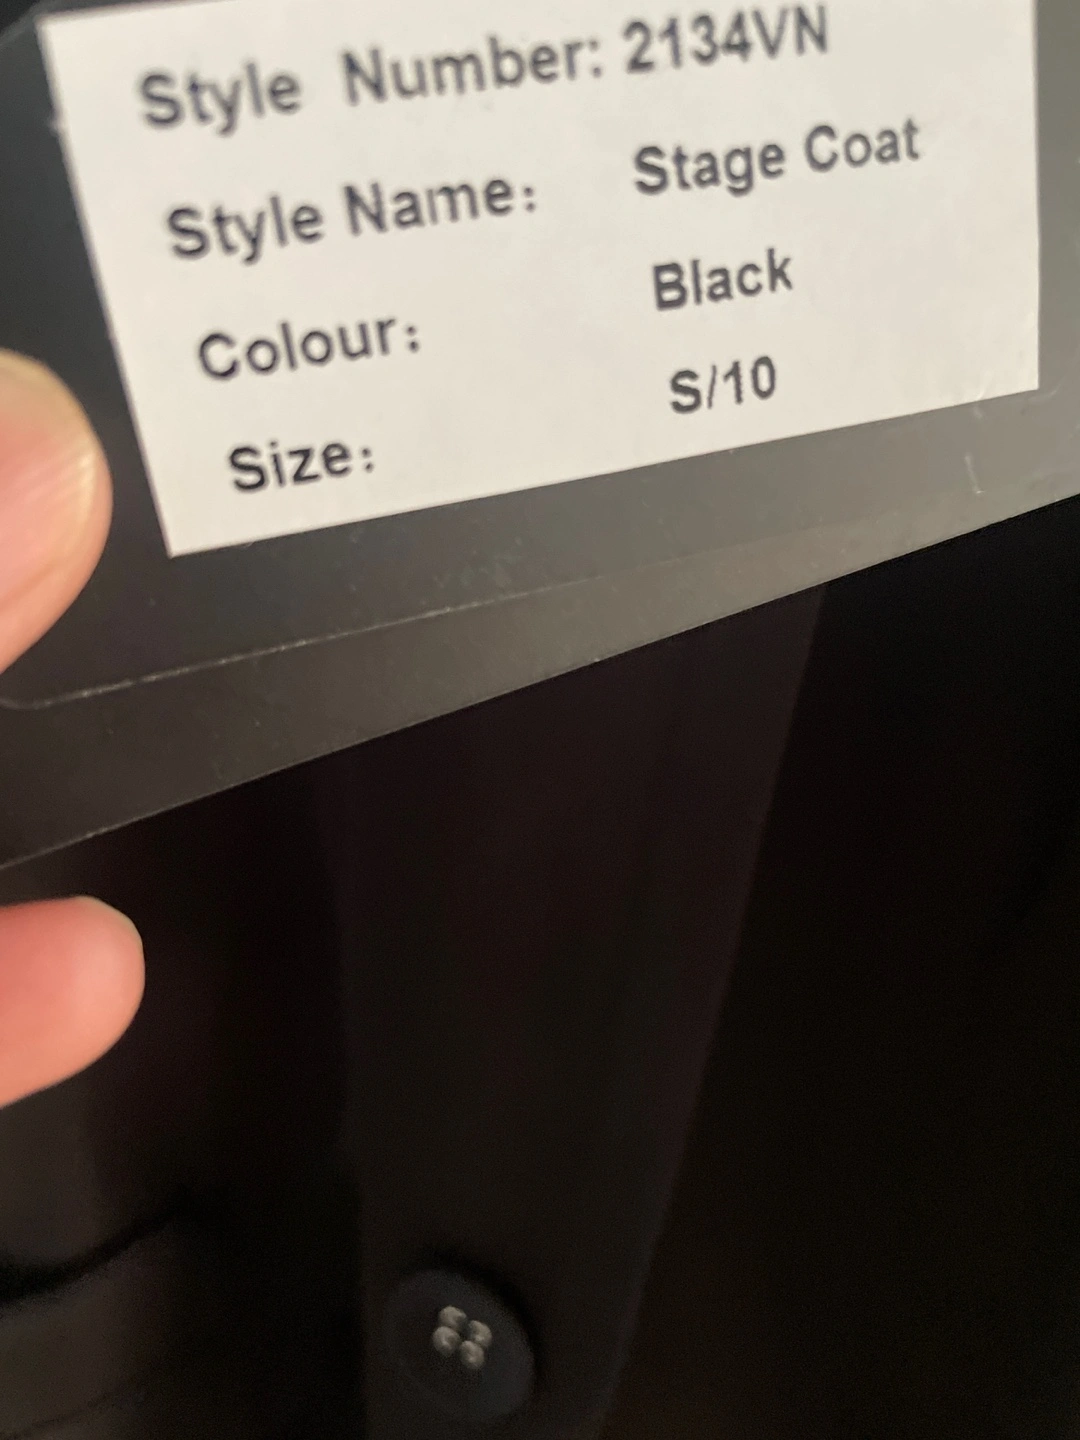 Style Number: 2134VN
Style Name: Stage Coat
Colour: Black
Size: S/10